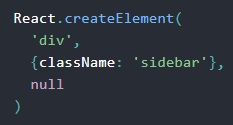 React.createElement(
  'div',
  {className: 'sidebar'},
  null
)